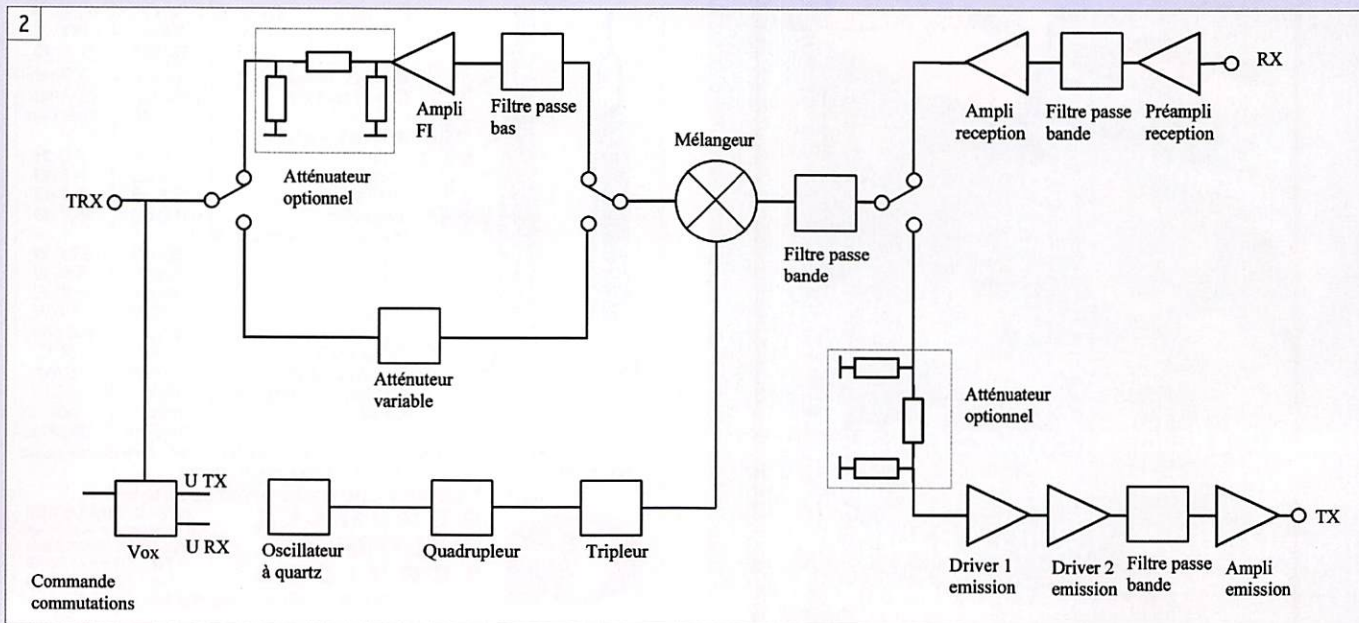 2
Ampli
FI
Filtre passe
bas
Atténuateur
optionnel
TRX
Mélangeur
Filtre passe
bande
Ampli
reception
Filtre passe
bande
Préampli
reception
RX
Atténuteur
variable
Atténuateur
optionnel
U TX
U RX
Vox
Oscillateur
à quartz
Quadrupleur
Tripleur
Commande
commutations
Driver 1
emission
Driver 2
emission
Filtre passe
bande
Ampli
emission
TX